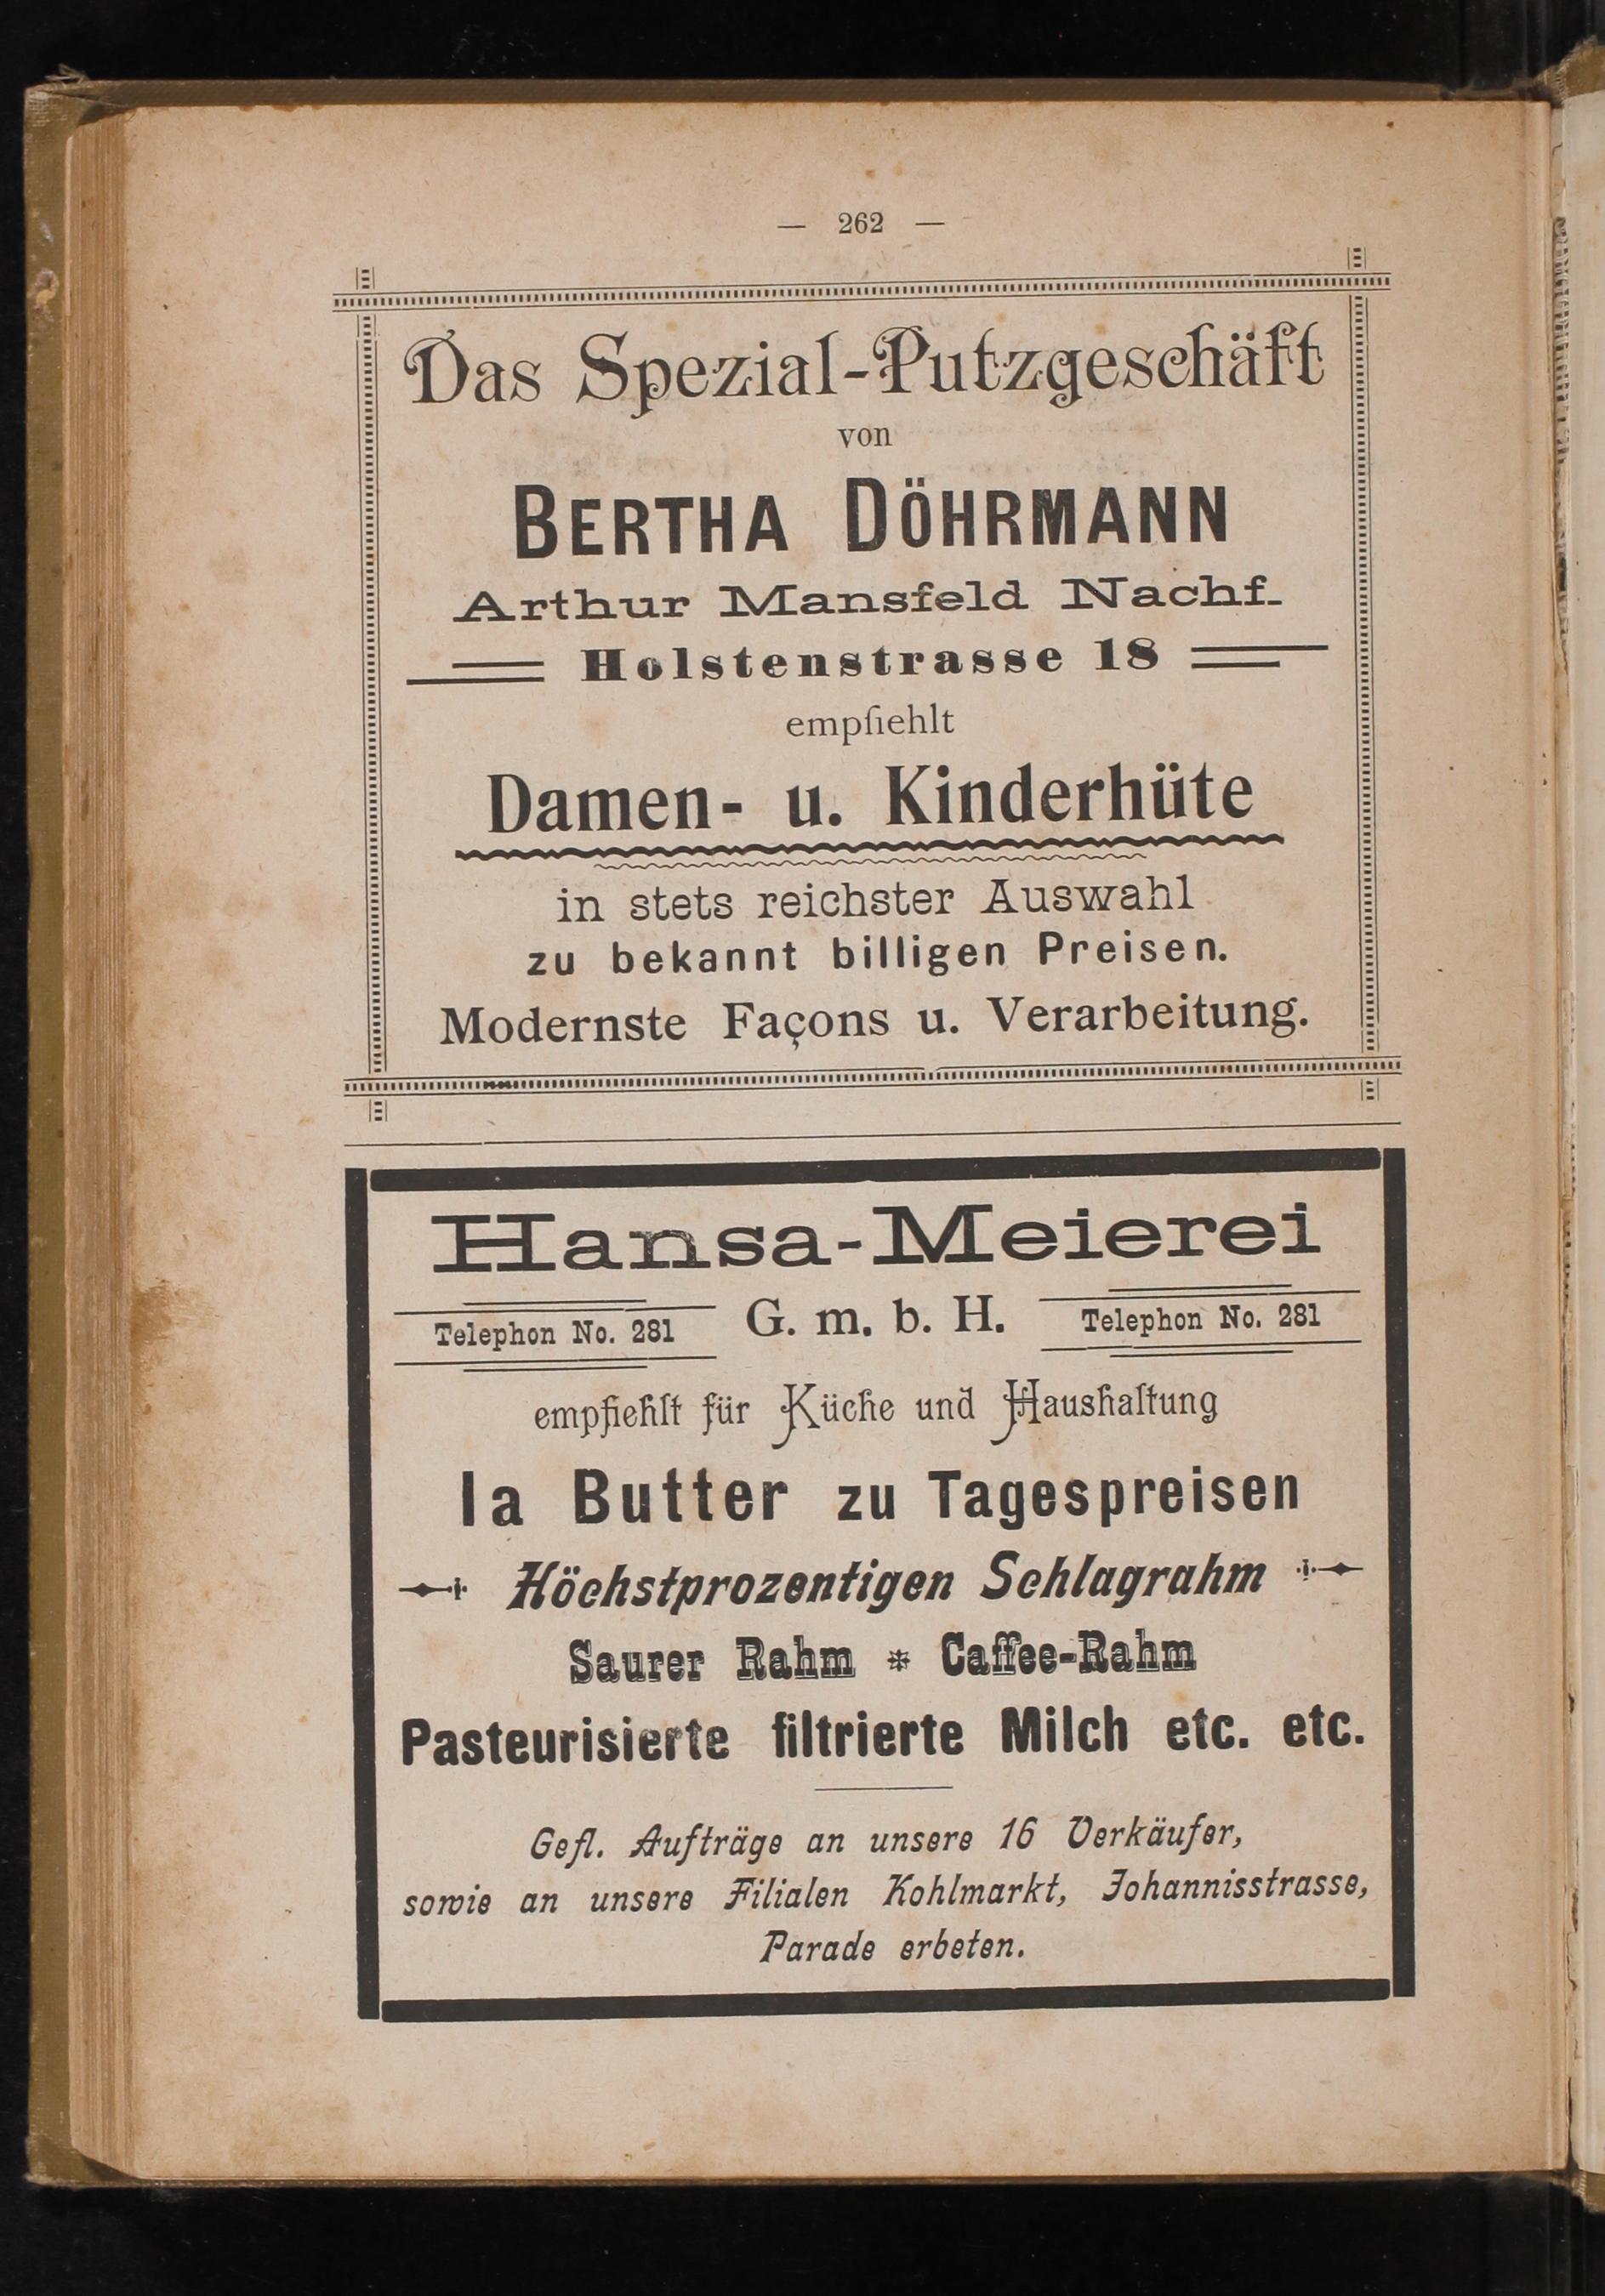 — 262 —
Das Spezial-Putzgeschäft
von
BERTHA DÖHRMANN
Arthur Mansfeld Nachf.
Holstenstrasse 18
empfiehlt
Damen- u. Kinderhüte
in stets reichster Auswahl
zu bekannt billigen Preisen.
Modernste Façons u. Verarbeitung.
Hansa-Meierei
Telephon No. 281 G. m. b. H. Telephon No. 281
empfiehlt für Küche und Haushaltung
Ia Butter zu Tagespreisen
Höchstprozentigen Schlagrahm
Saurer Rahm * Caffee-Rahm
Pasteurisierte filtrierte Milch etc. etc.
Gefl. Aufträge an unsere 16 Verkäufer,
sowie an unsere Filialen Kohlmarkt, Johannisstrasse,
Parade erbeten.